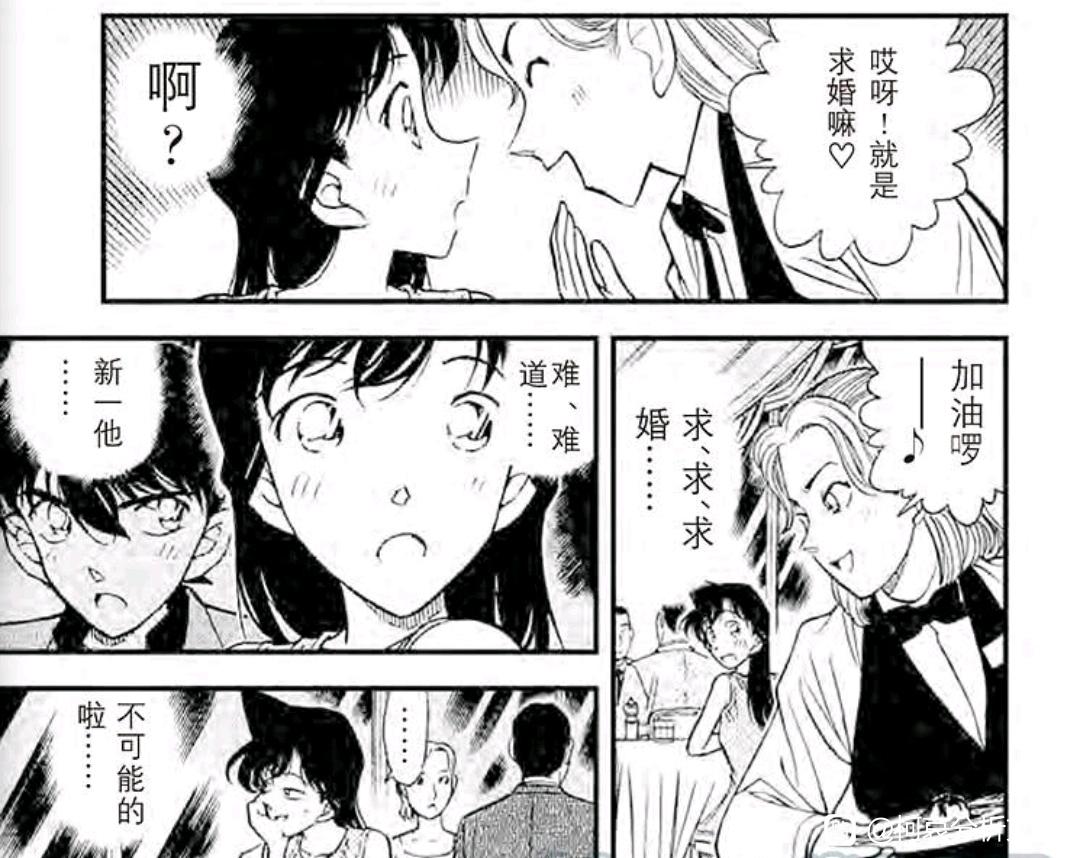 哎呀！就是
求婚嘛♡
啊？
加油啰
——♪
求、求、求
婚……
难、难
道……
新一他
……
……
不可能的
啦……